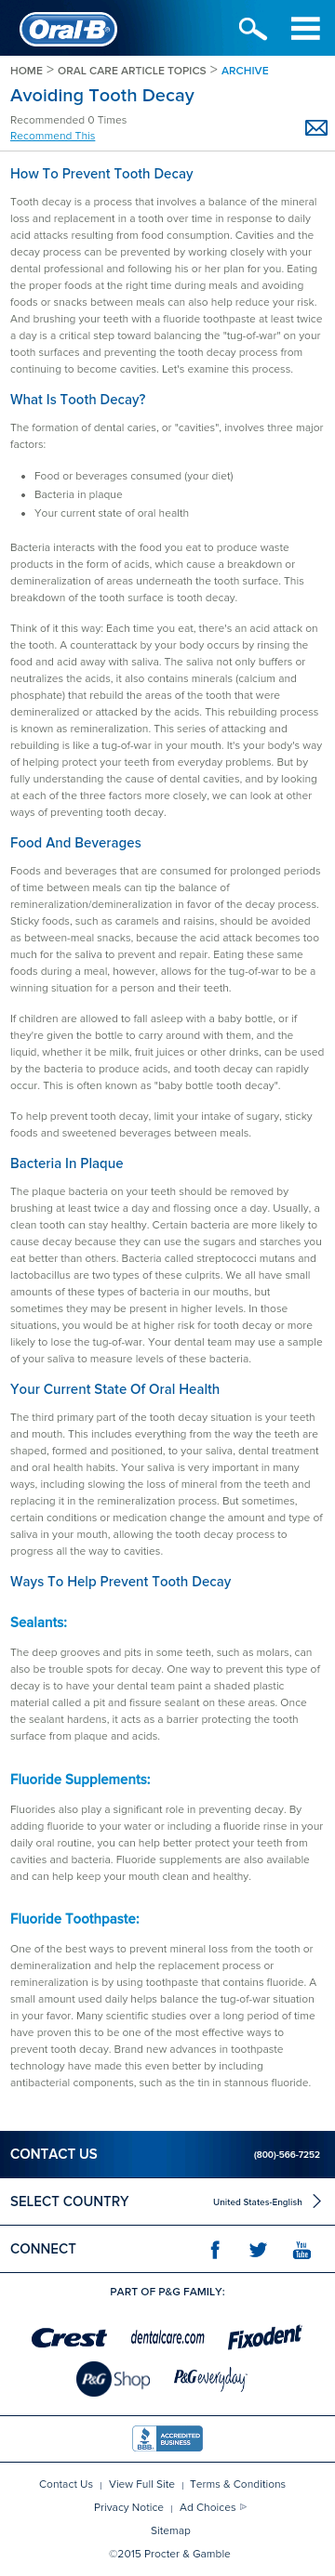 Oral-B
HOME > ORAL CARE ARTICLE TOPICS > ARCHIVE
Avoiding Tooth Decay
Recommended 0 Times
Recommend This
How To Prevent Tooth Decay
Tooth decay is a process that involves a balance of the mineral
loss and replacement in a tooth over time in response to daily
acid attacks resulting from food consumption. Cavities and the
decay process can be prevented by working closely with your
dental professional and following his or her plan for you. Eating
the proper foods at the right time during meals and avoiding
foods or snacks between meals can also help reduce your risk.
And brushing your teeth with a fluoride toothpaste at least twice
a day is a critical step toward balancing the "tug-of-war" on your
tooth surfaces and preventing the tooth decay process from
continuing to become cavities. Let's examine this process.
What Is Tooth Decay?
The formation of dental caries, or "cavities", involves three major
factors:
• Food or beverages consumed (your diet)
• Bacteria in plaque
• Your current state of oral health
Bacteria interacts with the food you eat to produce waste
products in the form of acids, which cause a breakdown or
demineralization of areas underneath the tooth surface. This
breakdown of the tooth surface is tooth decay.
Think of it this way: Each time you eat, there's an acid attack on
the tooth. A counterattack by your body occurs by rinsing the
food and acid away with saliva. The saliva not only buffers or
neutralizes the acids, it also contains minerals (calcium and
phosphate) that rebuild the areas of the tooth that were
demineralized or attacked by the acids. This rebuilding process
is known as remineralization. This series of attacking and
rebuilding is like a tug-of-war in your mouth. It's your body's way
of helping protect your teeth from everyday problems. But by
fully understanding the cause of dental cavities, and by looking
at each of the three factors more closely, we can look at other
ways of preventing tooth decay.
Food And Beverages
Foods and beverages that are consumed for prolonged periods
of time between meals can tip the balance of
remineralization/demineralization in favor of the decay process.
Sticky foods, such as caramels and raisins, should be avoided
as between-meal snacks, because the acid attack becomes too
much for the saliva to prevent and repair. Eating these same
foods during a meal, however, allows for the tug-of-war to be a
winning situation for a person and their teeth.
If children are allowed to fall asleep with a baby bottle, or if
they're given the bottle to carry around with them, and the
liquid, whether it be milk, fruit juices or other drinks, can be used
by the bacteria to produce acids, and tooth decay can rapidly
occur. This is often known as "baby bottle tooth decay".
To help prevent tooth decay, limit your intake of sugary, sticky
foods and sweetened beverages between meals.
Bacteria In Plaque
The plaque bacteria on your teeth should be removed by
brushing at least twice a day and flossing once a day. Usually, a
clean tooth can stay healthy. Certain bacteria are more likely to
cause decay because they can use the sugars and starches you
eat better than others. Bacteria called streptococci mutans and
lactobacillus are two types of these culprits. We all have small
amounts of these types of bacteria in our mouths, but
sometimes they may be present in higher levels. In those
situations, you would be at higher risk for tooth decay or more
likely to lose the tug-of-war. Your dental team may use a sample
of your saliva to measure levels of these bacteria.
Your Current State Of Oral Health
The third primary part of the tooth decay situation is your teeth
and mouth. This includes everything from the way the teeth are
shaped, formed and positioned, to your saliva, dental treatment
and oral health habits. Your saliva is very important in many
ways, including slowing the loss of mineral from the teeth and
replacing it in the remineralization process. But sometimes,
certain conditions or medication change the amount and type of
saliva in your mouth, allowing the tooth decay process to
progress all the way to cavities.
Ways To Help Prevent Tooth Decay
Sealants:
The deep grooves and pits in some teeth, such as molars, can
also be trouble spots for decay. One way to prevent this type of
decay is to have your dental team paint a shaded plastic
material called a pit and fissure sealant on these areas. Once
the sealant hardens, it acts as a barrier protecting the tooth
surface from plaque and acids.
Fluoride Supplements:
Fluorides also play a significant role in preventing decay. By
adding fluoride to your water or including a fluoride rinse in your
daily oral routine, you can help better protect your teeth from
cavities and bacteria. Fluoride supplements are also available
and can help keep your mouth clean and healthy.
Fluoride Toothpaste:
One of the best ways to prevent mineral loss from the tooth or
demineralization and help the replacement process or
remineralization is by using toothpaste that contains fluoride. A
small amount used daily helps balance the tug-of-war situation
in your favor. Many scientific studies over a long period of time
have proven this to be one of the most effective ways to
prevent tooth decay. Brand new advances in toothpaste
technology have made this even better by including
antibacterial components, such as the tin in stannous fluoride.
CONTACT US (800)-566-7252
SELECT COUNTRY United States-English
CONNECT You Tube
PART OF P&G FAMILY:
Crest dentalcare.com Fixodent
P&G Shop P&G everyday
BBB ACCREDITED BUSINESS
Contact Us | View Full Site | Terms & Conditions
Privacy Notice | Ad Choices
Sitemap
©2015 Procter & Gamble